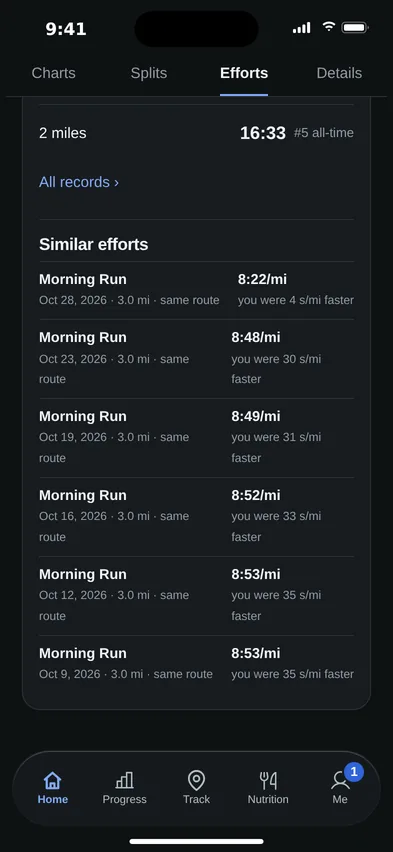 9:41
Charts Splits Efforts Details
2 miles 16:33 #5 all-time
All records ›
Similar efforts
Morning Run 8:22/mi
Oct 28, 2026 · 3.0 mi · same route you were 4 s/mi faster
Morning Run 8:48/mi
Oct 23, 2026 · 3.0 mi · same you were 30 s/mi
route faster
Morning Run 8:49/mi
Oct 19, 2026 · 3.0 mi · same you were 31 s/mi
route faster
Morning Run 8:52/mi
Oct 16, 2026 · 3.0 mi · same you were 33 s/mi
route faster
Morning Run 8:53/mi
Oct 12, 2026 · 3.0 mi · same you were 35 s/mi
route faster
Morning Run 8:53/mi
Oct 9, 2026 · 3.0 mi · same route you were 35 s/mi faster
1
Home Progress Track Nutrition Me